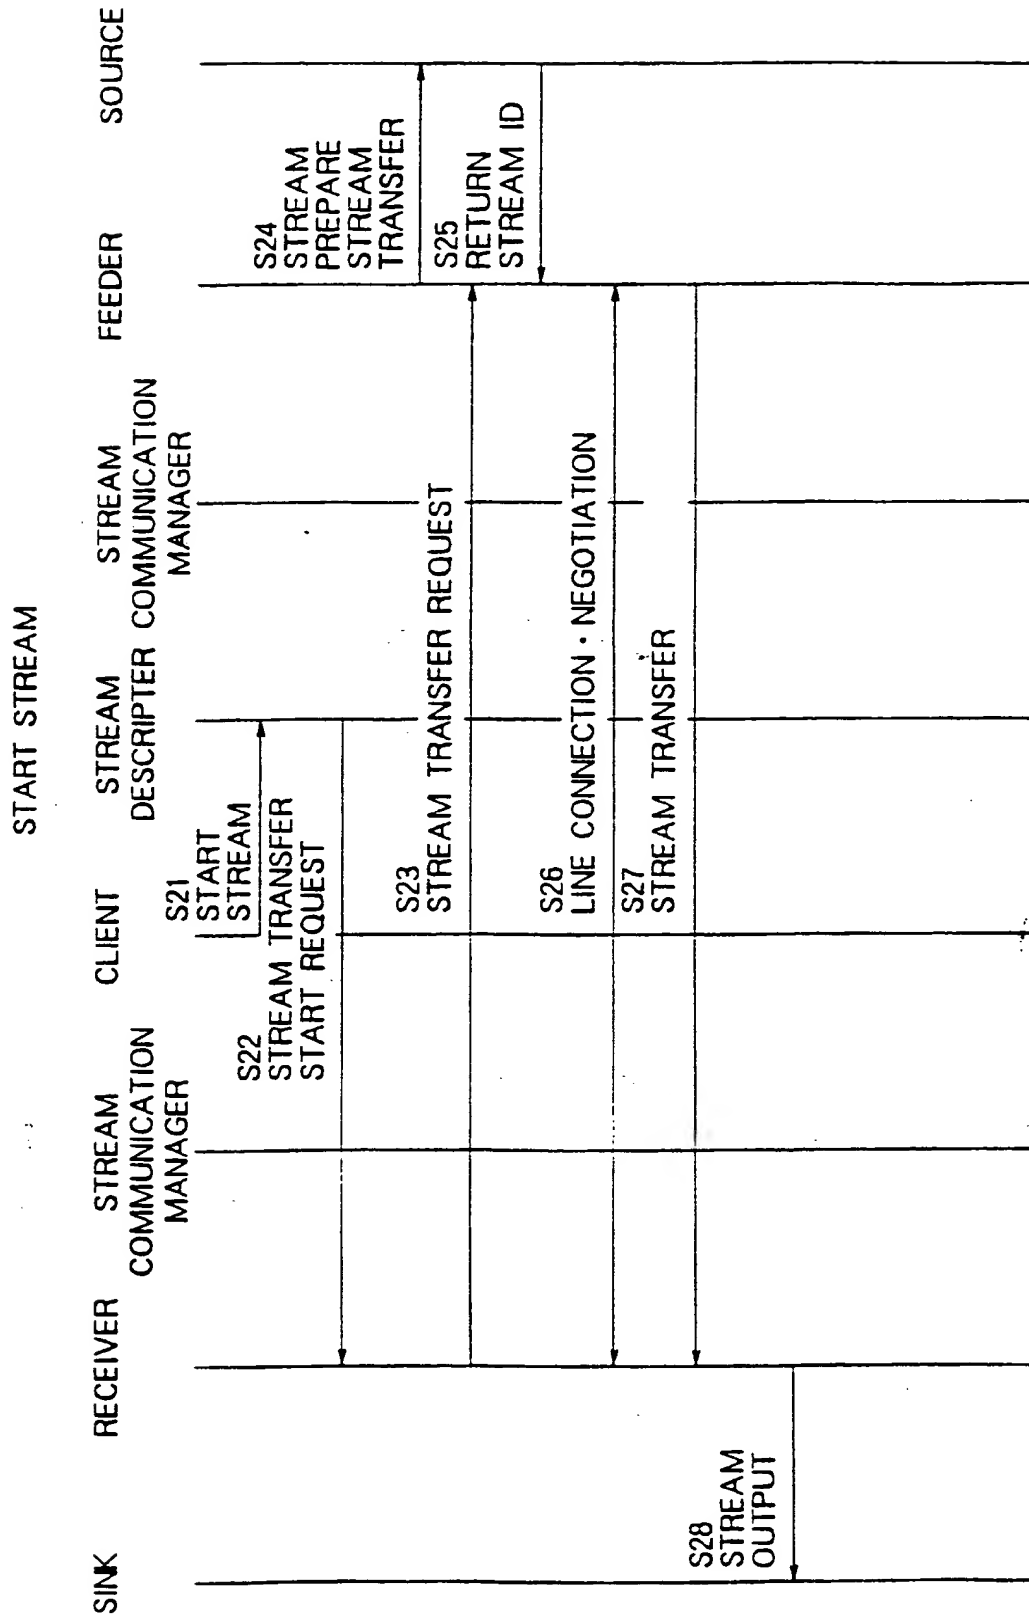 START STREAM
SINK
RECEIVER
STREAM
COMMUNICATION
MANAGER
CLIENT
STREAM
DESCRIPTER
STREAM
COMMUNICATION
MANAGER
FEEDER
SOURCE
S21
START
STREAM
S22
STREAM TRANSFER
START REQUEST
S24
STREAM
PREPARE
STREAM
TRANSFER
S23
STREAM TRANSFER REQUEST
S25
RETURN
STREAM ID
S26
LINE CONNECTION・NEGOTIATION
S27
STREAM TRANSFER
S28
STREAM
OUTPUT